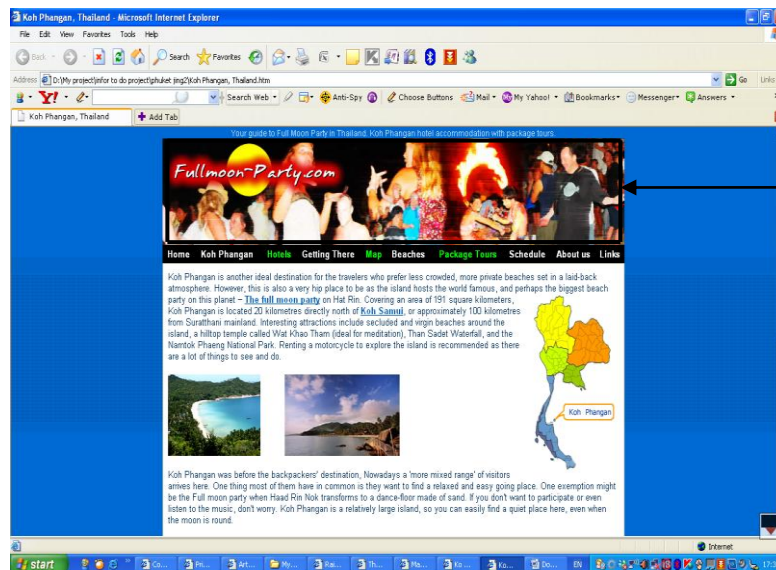 Koh Phangan, Thailand - Microsoft Internet Explorer
File Edit View Favorites Tools Help
Back Search Favorites
Address D:\My project\infor to do project\phuket jing2\Koh Phangan, Thailand.htm Go Links
Y! Search Web Anti-Spy Choose Buttons Mail My Yahoo! Bookmarks Messenger Answers
Koh Phangan, Thailand Add Tab
Your guide to Full Moon Party in Thailand. Koh Phangan hotel accommodation with package tours.
Fullmoon-Party.com
Home Koh Phangan Hotels Getting There Map Beaches Package Tours Schedule About us Links
Koh Phangan is another ideal destination for the travelers who prefer less crowded, more private beaches set in a laid-back
atmosphere. However, this is also a very hip place to be as the island hosts the world famous, and perhaps the biggest beach
party on this planet – The full moon party on Hat Rin. Covering an area of 191 square kilometers,
Koh Phangan is located 20 kilometres directly north of Koh Samui, or approximately 100 kilometres
from Suratthani mainland. Interesting attractions include secluded and virgin beaches around the
island, a hilltop temple called Wat Khao Tham (ideal for meditation), Than Sadet Waterfall, and the
Namtok Phaeng National Park. Renting a motorcycle to explore the island is recommended as there
are a lot of things to see and do.
Koh Phangan
Koh Phangan was before the backpackers' destination, Nowadays a 'more mixed range' of visitors
arrives here. One thing most of them have in common is they want to find a relaxed and easy going place. One exemption might
be the Full moon party when Haad Rin Nok transforms to a dance-floor made of sand. If you don't want to participate or even
listen to the music, don't worry. Koh Phangan is a relatively large island, so you can easily find a quiet place here, even when
the moon is round.
Internet
start Co... Pri... Art... My... Rai... Th... Ma... Ko ... Ko... Do... EN